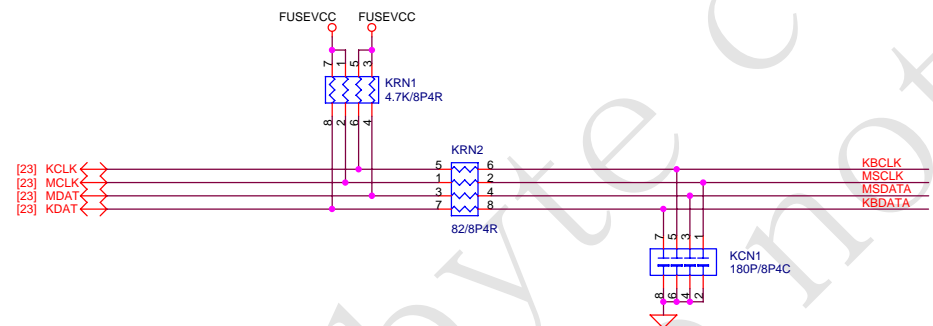 FUSEVCC FUSEVCC
7 1 5 3
KRN1
4.7K/8P4R
8 2 6 4
KRN2
[23] KCLK 5 6 KBCLK
[23] MCLK 1 2 MSCLK
[23] MDAT 3 4 MSDATA
[23] KDAT 7 8 KBDATA
82/8P4R
7 5 3 1
KCN1
180P/8P4C
8 6 4 2
byte c
not